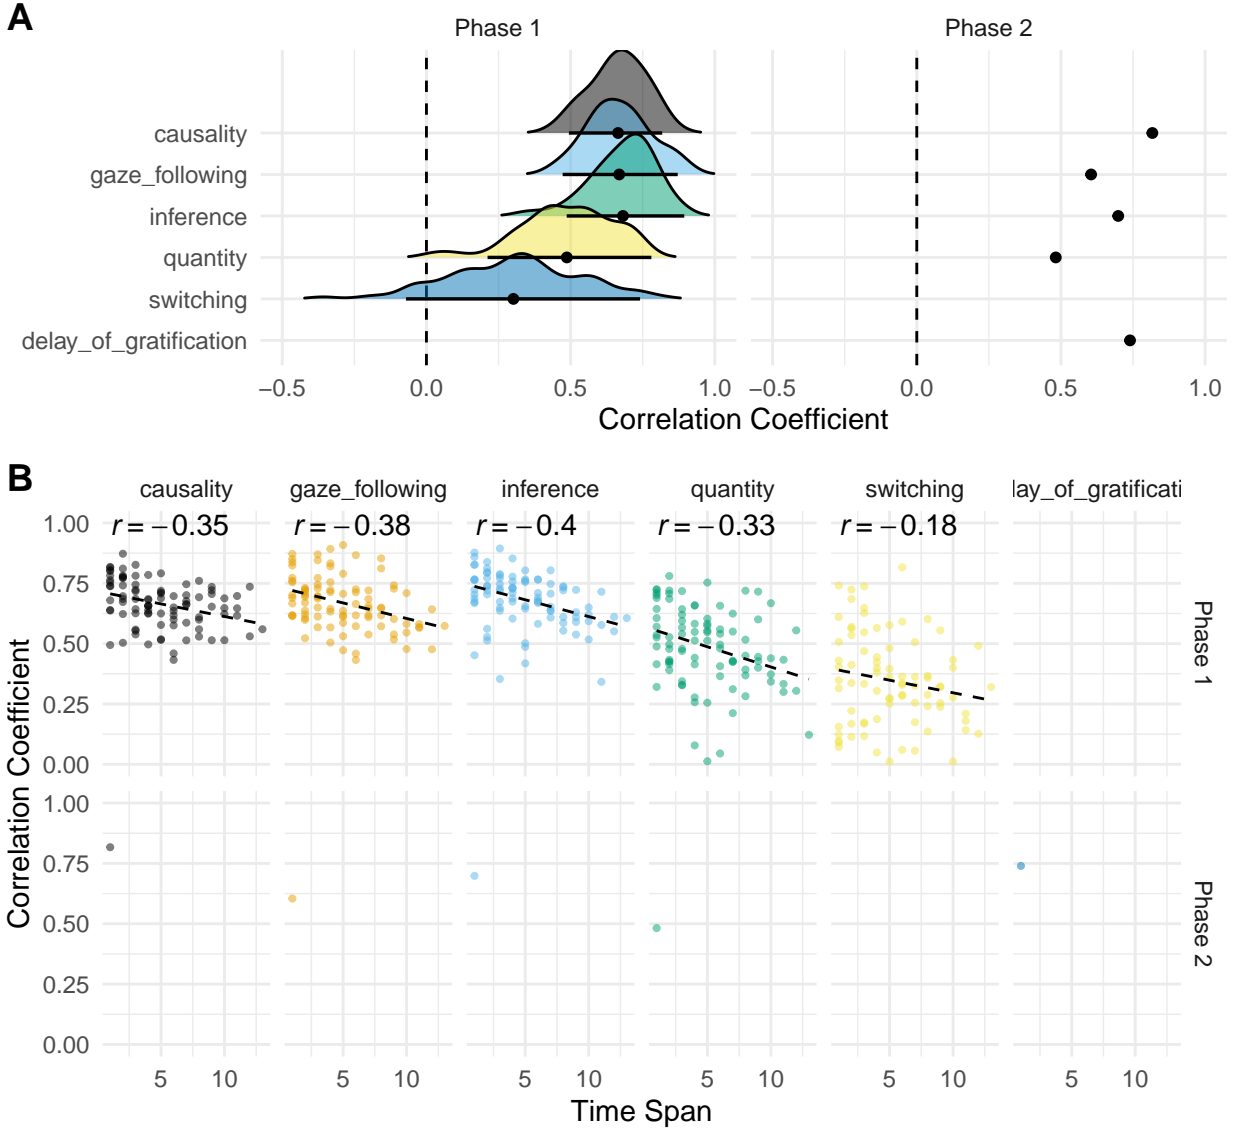 A
Phase 1
Phase 2
causality
gaze_following
inference
quantity
switching
delay_of_gratification
−0.5
0.0
0.5
1.0
−0.5
0.0
0.5
1.0
Correlation Coefficient
B
causality
gaze_following
inference
quantity
switching
lay_of_gratificati
r = −0.35
r = −0.38
r = −0.4
r = −0.33
r = −0.18
1.00
0.75
0.50
0.25
0.00
Phase 1
1.00
0.75
0.50
0.25
0.00
Phase 2
Correlation Coefficient
5 10
5 10
5 10
5 10
5 10
5 10
Time Span